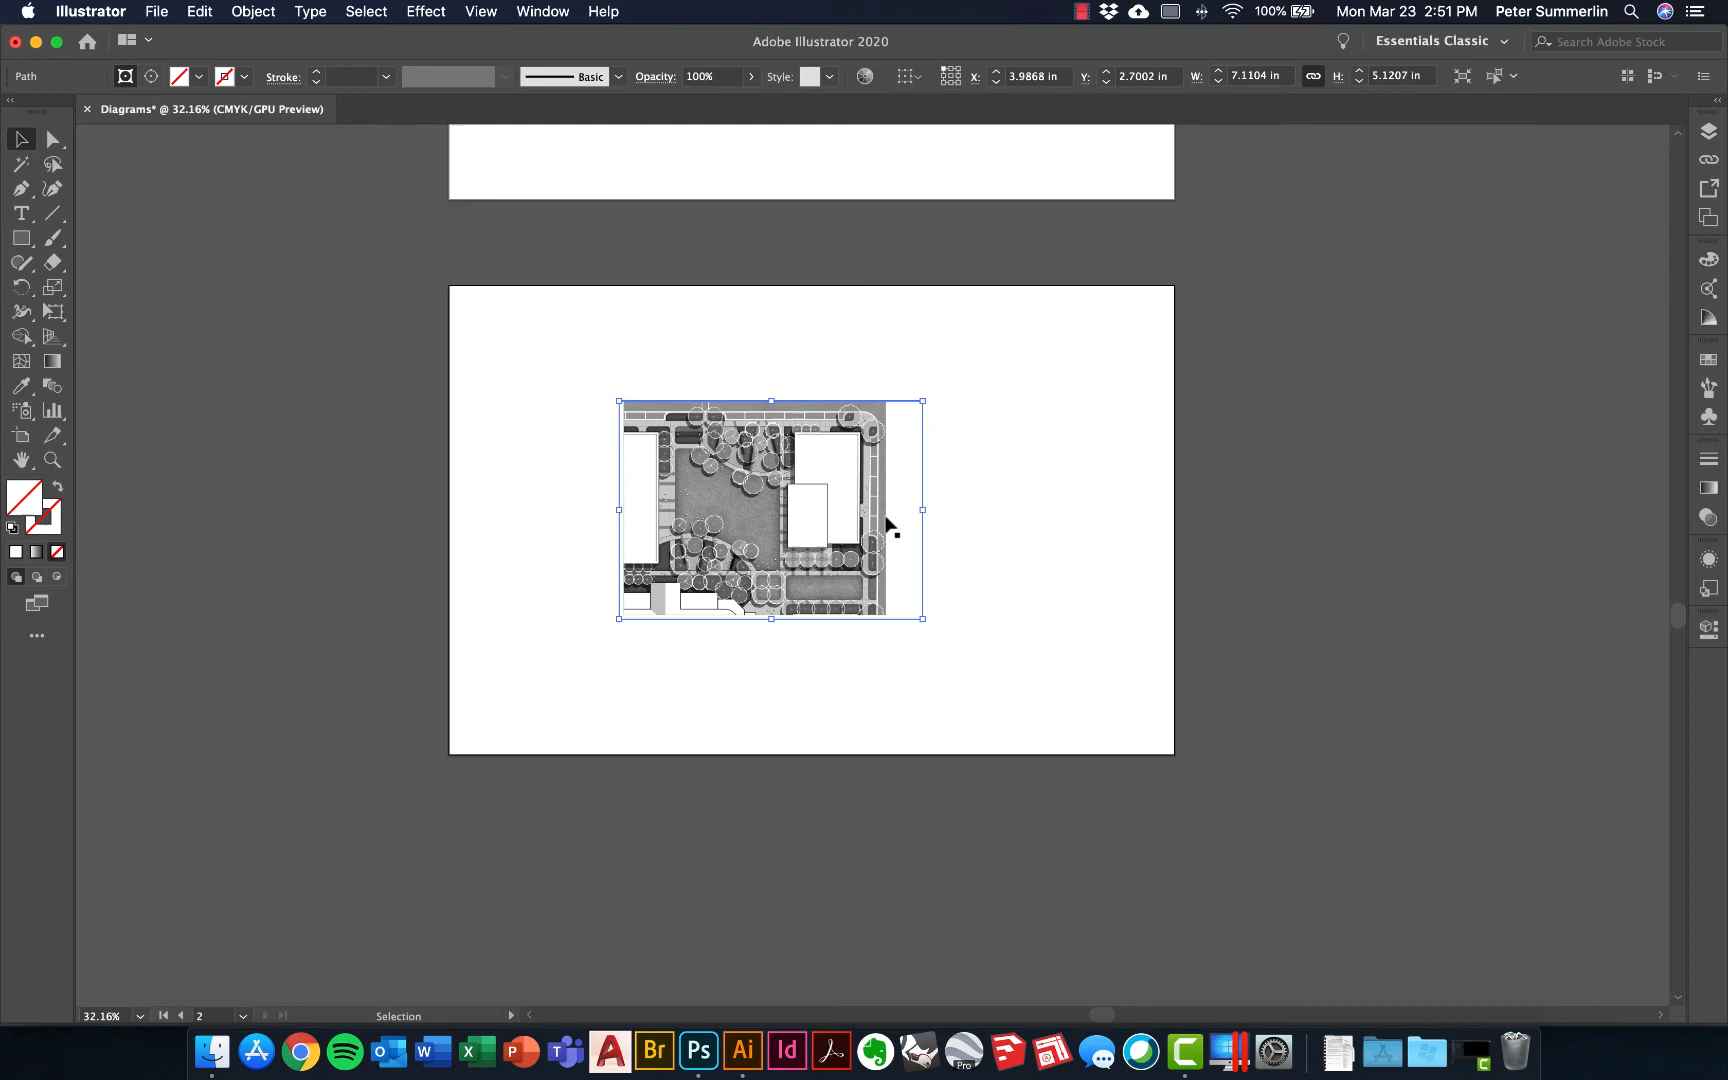 Illustrator File Edit Object Type Select Effect View Window Help 100% Mon Mar 23 2:51 PM Peter Summerlin
Adobe Illustrator 2020 Essentials Classic Search Adobe Stock
Path Stroke: Basic Opacity: 100% Style: X: 3.9868 in Y: 2.7002 in W: 7.1104 in H: 5.1207 in
× Diagrams* @ 32.16% (CMYK/GPU Preview)
T
32.16% 2 Selection
O W X P T A Br Ps Ai Id Pro C